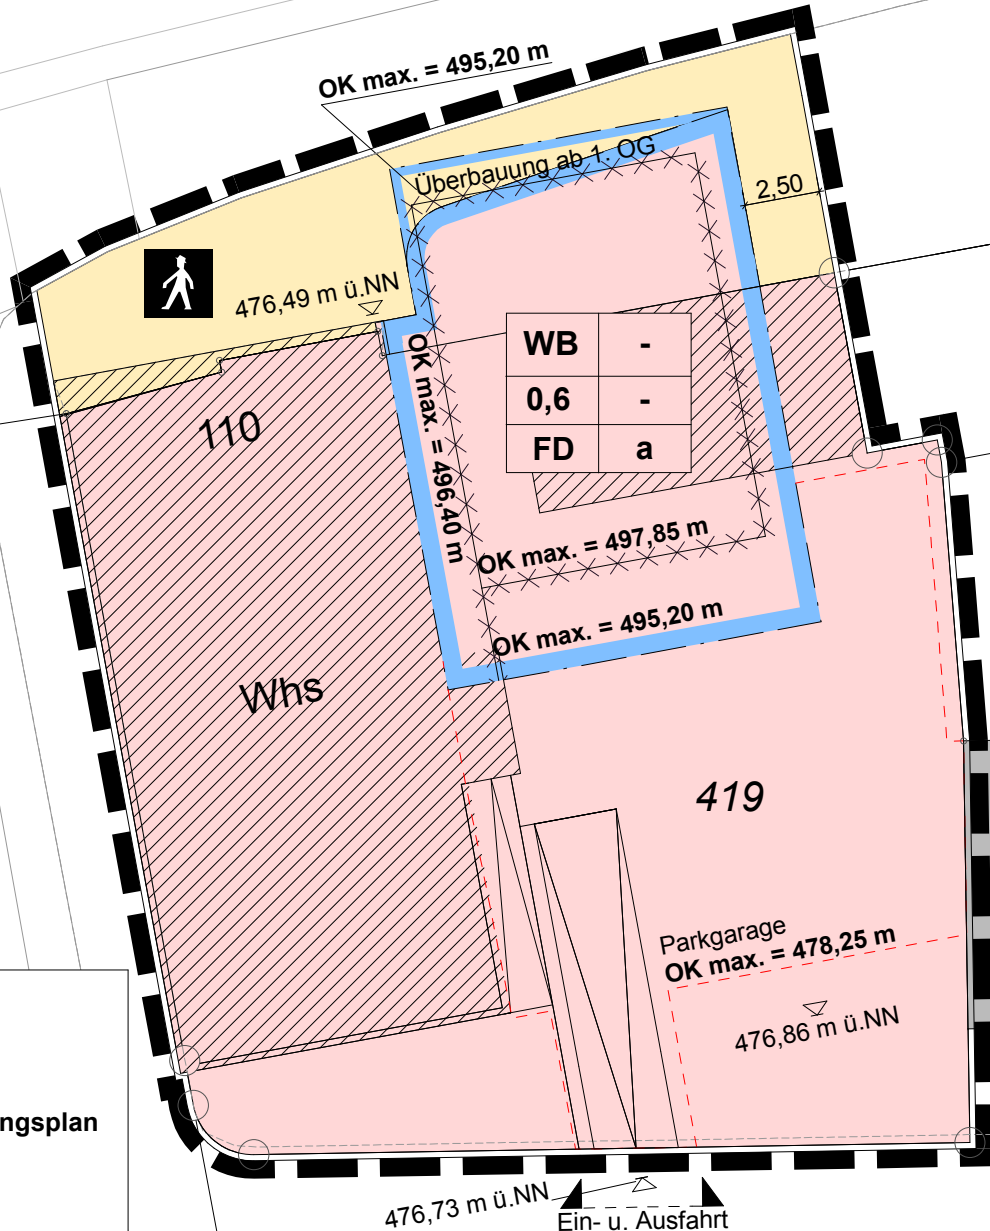 OK max. = 495,20 m
Überbauung ab 1. OG
2,50
476,49 m ü.NN
WB -
0,6 -
FD a
OK max. = 496,40 m
110
OK max. = 497,85 m
OK max. = 495,20 m
Whs
419
Parkgarage
OK max. = 478,25 m
476,86 m ü.NN
ngsplan
476,73 m ü.NN
Ein- u. Ausfahrt